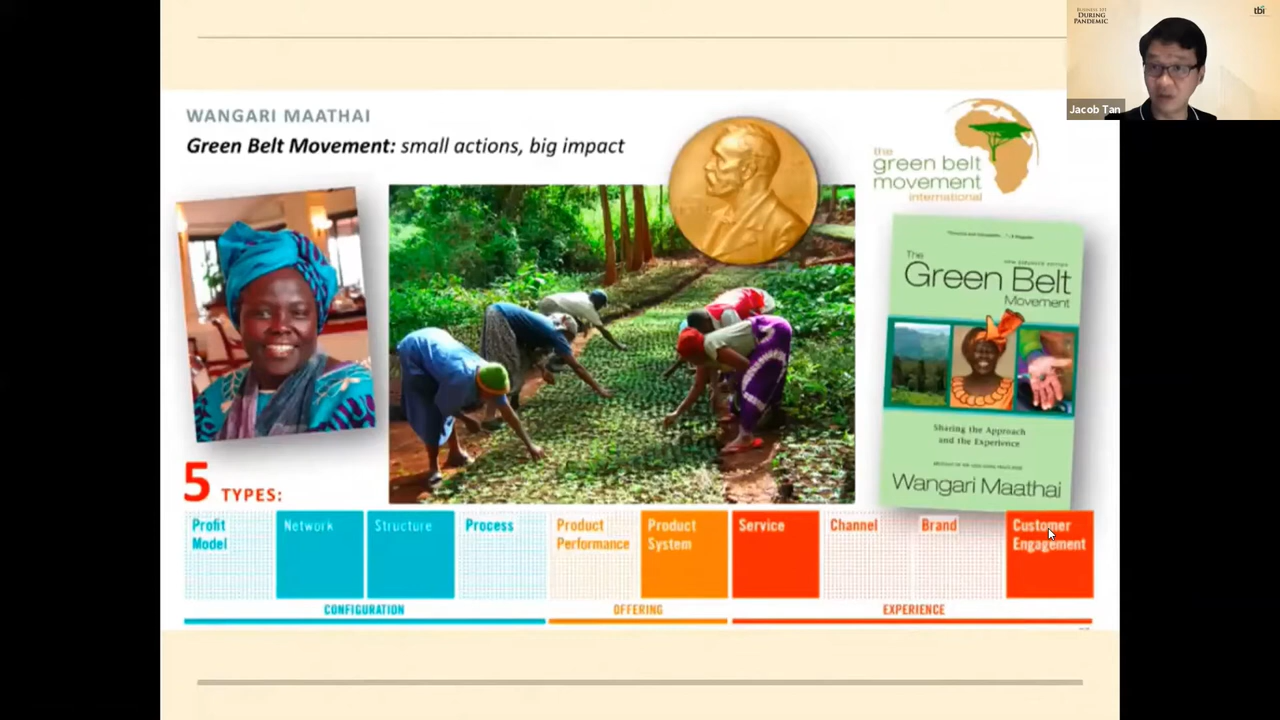 WANGARI MAATHAI
Green Belt Movement: small actions, big impact
the
green belt
movement
international
The
Green Belt
Movement
Sharing the Approach
and the Experience
Wangari Maathai
5 TYPES:
Profit
Model
Network
Structure
Process
Product
Performance
Product
System
Service
Channel
Brand
Customer
Engagement
CONFIGURATION
OFFERING
EXPERIENCE
BUSINESS 101
DURING
PANDEMIC
tbi
Jacob Tan